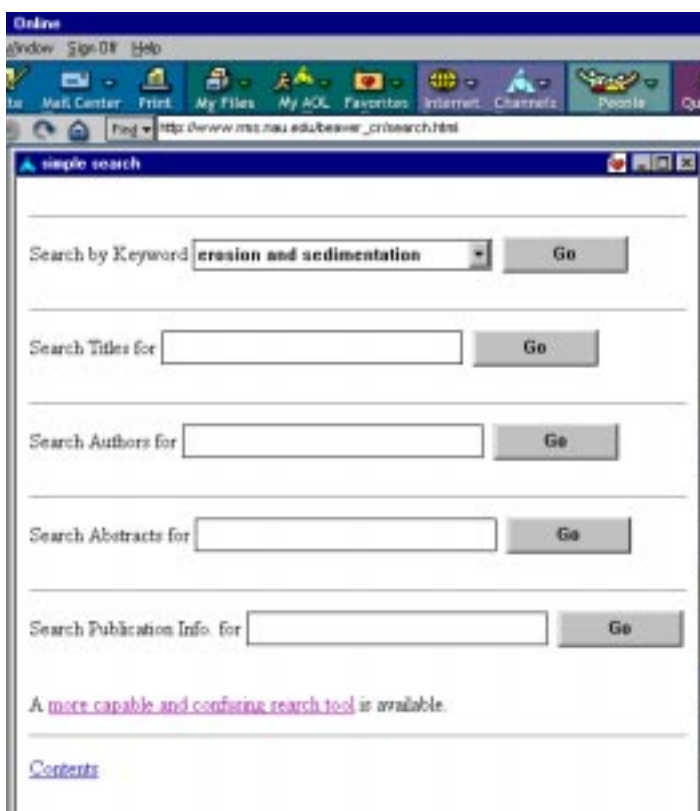 Online
Window Sign Off Help
Mail Center Print My Files My AOL Favorites Internet Channels People
Find http://www.rms.nau.edu/beaver_cr/search.html
simple search
Search by Keyword erosion and sedimentation Go
Search Titles for Go
Search Authors for Go
Search Abstracts for Go
Search Publication Info. for Go
A more capable and confusing search tool is available.
Contents